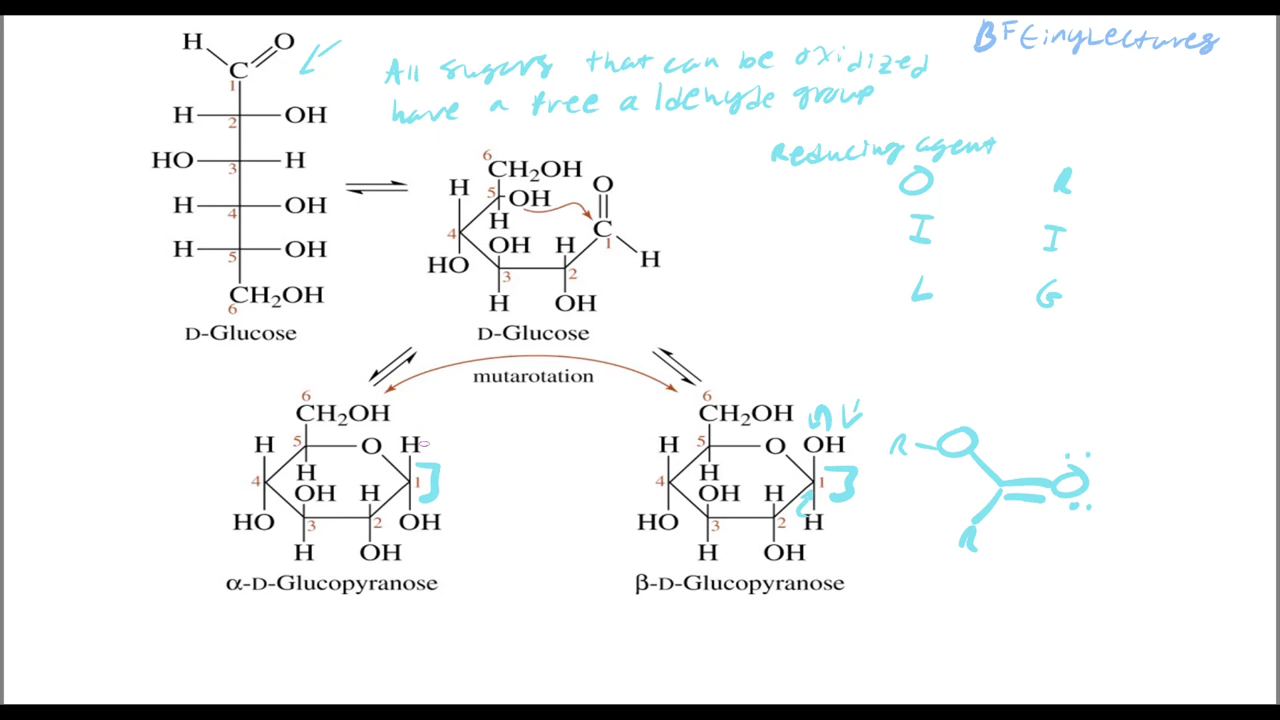 BFEinyLectures
All sugars that can be oxidized
have a free aldehyde group
Reducing agent
O R
I I
L G
H O
C
1
H 2 OH
HO 3 H
H 4 OH
H 5 OH
CH₂OH
6
D-Glucose
6
CH₂OH
H 5 OH O
H
4 C 1
HO OH H H
3 2
H OH
D-Glucose
mutarotation
6
CH₂OH
H 5 O H
H
4 1
OH H
HO 3 2 OH
H OH
α-D-Glucopyranose
6
CH₂OH
H 5 O OH
H
4 1
OH H
HO 3 2 H
H OH
β-D-Glucopyranose
R O
O
R